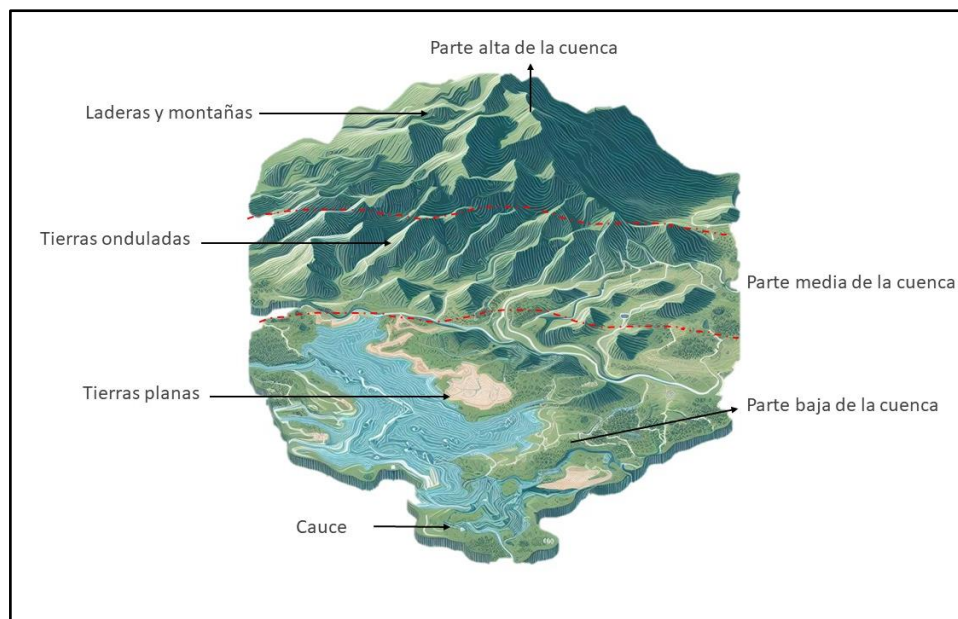 Parte alta de la cuenca
Laderas y montañas
Tierras onduladas
Parte media de la cuenca
Tierras planas
Parte baja de la cuenca
Cauce